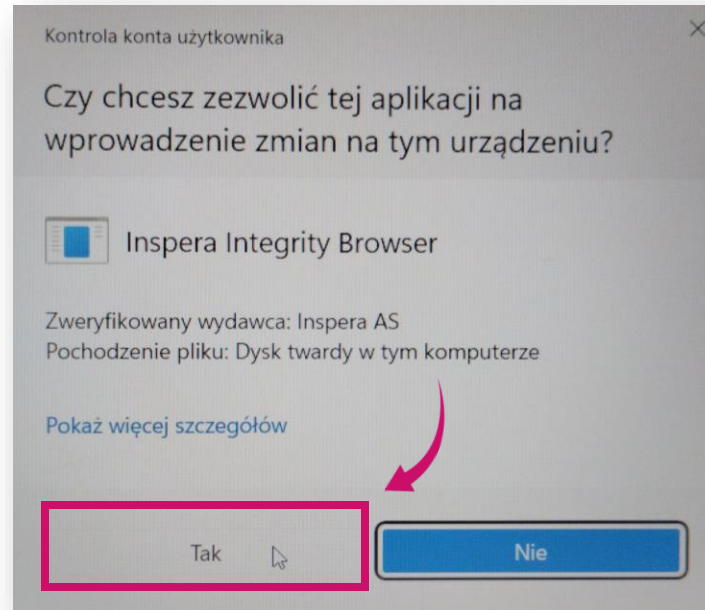 Kontrola konta użytkownika
Czy chcesz zezwolić tej aplikacji na
wprowadzenie zmian na tym urządzeniu?
Inspera Integrity Browser
Zweryfikowany wydawca: Inspera AS
Pochodzenie pliku: Dysk twardy w tym komputerze
Pokaż więcej szczegółów
Tak
Nie